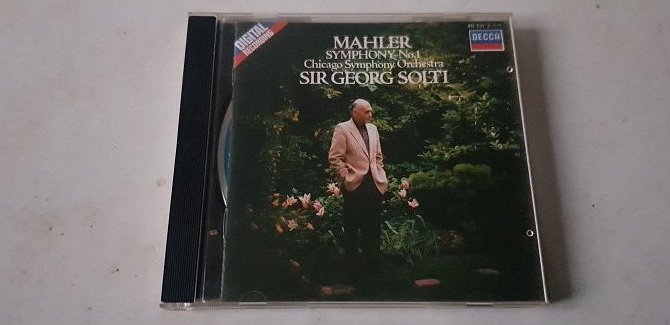 DIGITAL
RECORDING
MAHLER
SYMPHONY No.1
Chicago Symphony Orchestra
SIR GEORG SOLTI
DECCA